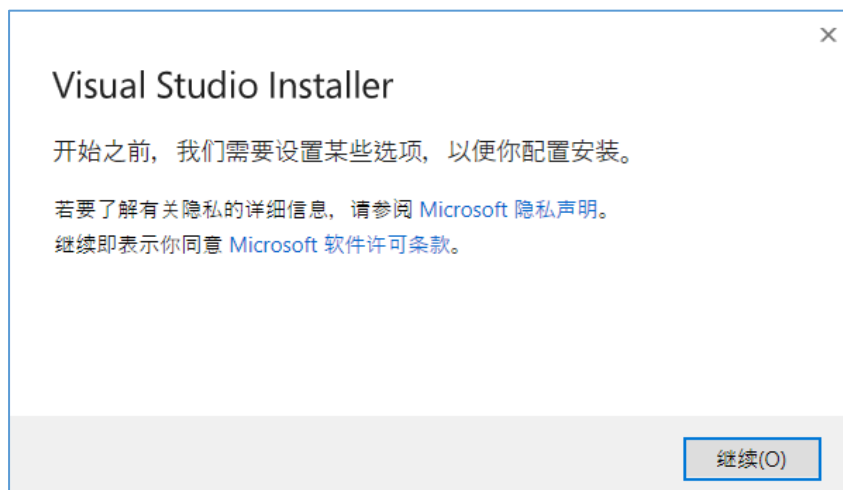 Visual Studio Installer
开始之前，我们需要设置某些选项，以便你配置安装。
若要了解有关隐私的详细信息，请参阅 Microsoft 隐私声明。
继续即表示你同意 Microsoft 软件许可条款。
继续(O)